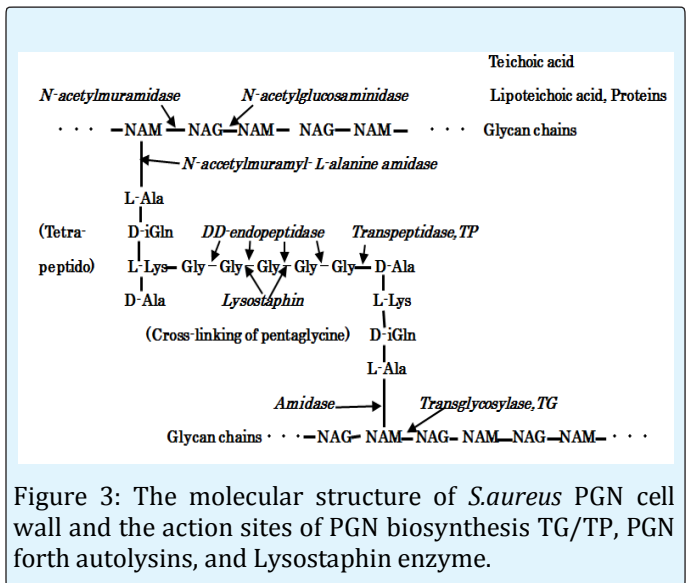 Teichoic acid
N-acetylmuramidase N-acetylglucosaminidase Lipoteichoic acid, Proteins
· · · —NAM—NAG—NAM—NAG—NAM— · · · Glycan chains
N-accetylmuramyl-L-alanine amidase
L-Ala
(Tetra- D-iGln DD-endopeptidase Transpeptidase,TP
peptido) L-Lys—Gly—Gly—Gly—Gly—Gly—D-Ala
D-Ala Lysostaphin L-Lys
(Cross-linking of pentaglycine) D-iGln
L-Ala
Amidase Transglycosylase,TG
Glycan chains · · · —NAG—NAM—NAG—NAM—NAG—NAM— · · ·
Figure 3: The molecular structure of S.aureus PGN cell
wall and the action sites of PGN biosynthesis TG/TP, PGN
forth autolysins, and Lysostaphin enzyme.